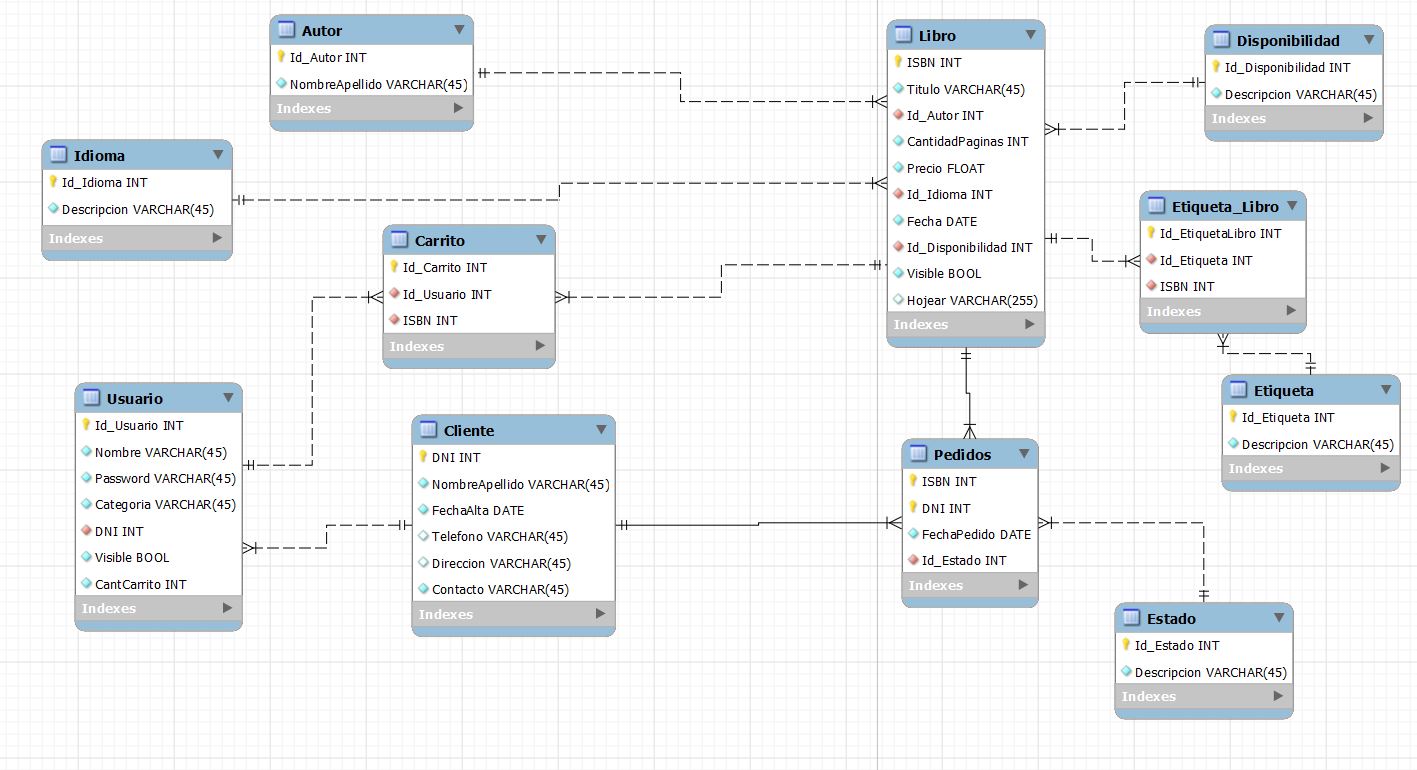 Autor
Id_Autor INT
NombreApellido VARCHAR(45)
Indexes
Libro
ISBN INT
Titulo VARCHAR(45)
Id_Autor INT
CantidadPaginas INT
Precio FLOAT
Id_Idioma INT
Fecha DATE
Id_Disponibilidad INT
Visible BOOL
Hojear VARCHAR(255)
Indexes
Disponibilidad
Id_Disponibilidad INT
Descripcion VARCHAR(45)
Indexes
Idioma
Id_Idioma INT
Descripcion VARCHAR(45)
Indexes
Carrito
Id_Carrito INT
Id_Usuario INT
ISBN INT
Indexes
Etiqueta_Libro
Id_EtiquetaLibro INT
Id_Etiqueta INT
ISBN INT
Indexes
Usuario
Id_Usuario INT
Nombre VARCHAR(45)
Password VARCHAR(45)
Categoria VARCHAR(45)
DNI INT
Visible BOOL
CantCarrito INT
Indexes
Cliente
DNI INT
NombreApellido VARCHAR(45)
FechaAlta DATE
Telefono VARCHAR(45)
Direccion VARCHAR(45)
Contacto VARCHAR(45)
Indexes
Pedidos
ISBN INT
DNI INT
FechaPedido DATE
Id_Estado INT
Indexes
Etiqueta
Id_Etiqueta INT
Descripcion VARCHAR(45)
Indexes
Estado
Id_Estado INT
Descripcion VARCHAR(45)
Indexes